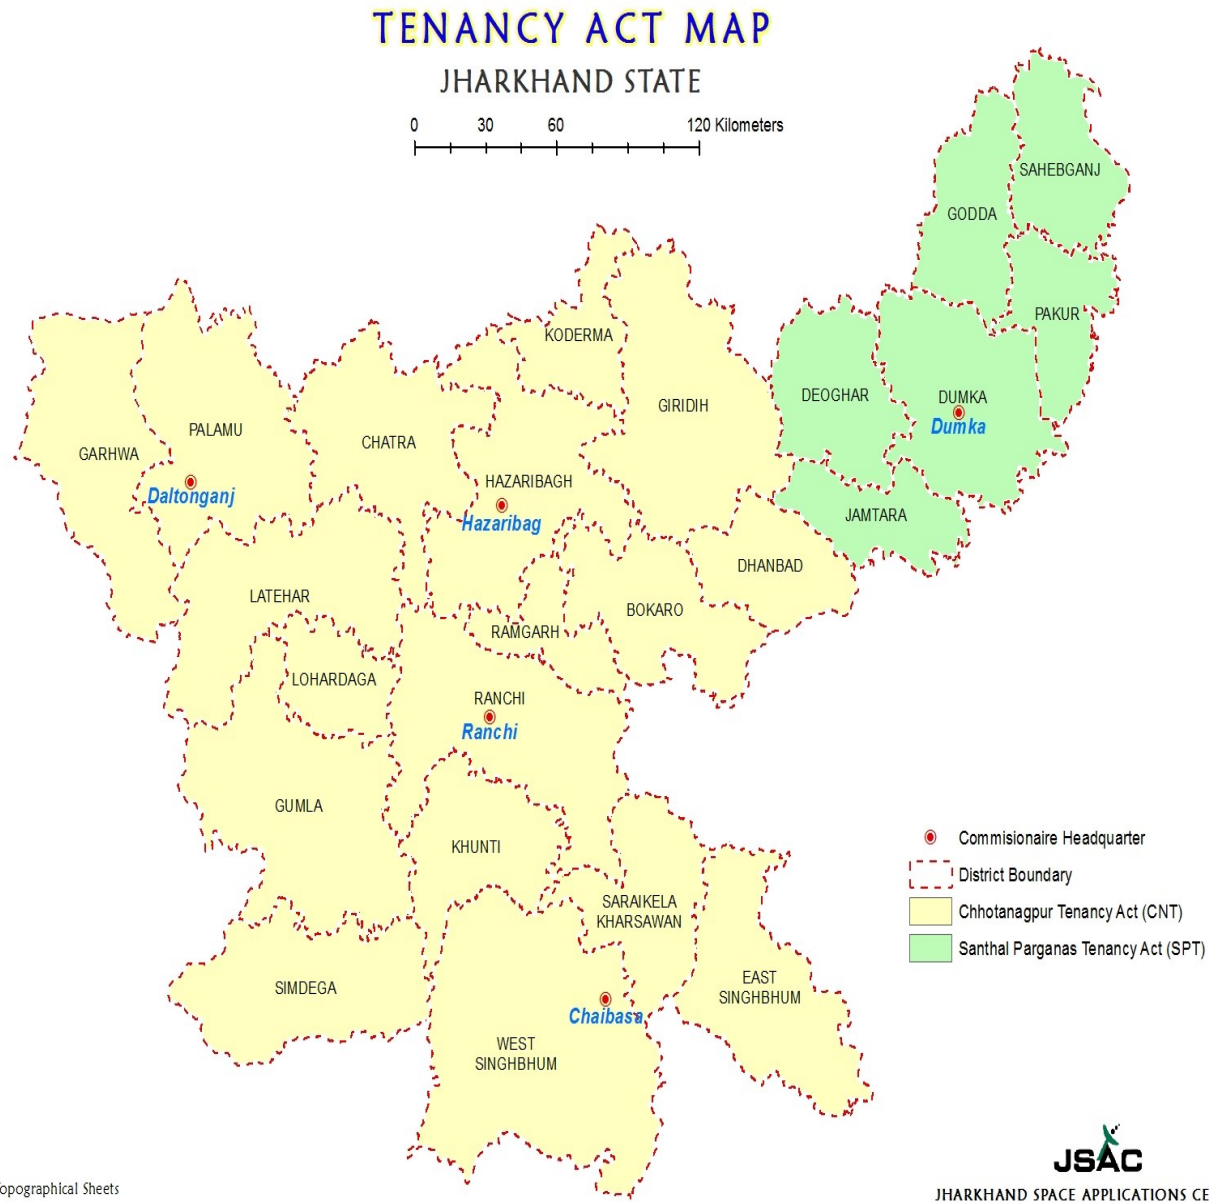 TENANCY ACT MAP
JHARKHAND STATE
0 30 60 120 Kilometers
SAHEBGANJ
GODDA
PAKUR
KODERMA
DEOGHAR
DUMKA
Dumka
GIRIDIH
PALAMU
CHATRA
GARHWA
HAZARIBAGH
Daltonganj
Hazaribag
JAMTARA
DHANBAD
LATEHAR
BOKARO
RAMGARH
LOHARDAGA
RANCHI
Ranchi
GUMLA
KHUNTI
SARAIKELA
KHARSAWAN
SIMDEGA
EAST
SINGHBHUM
Chaibasa
WEST
SINGHBHUM
Commisionaire Headquarter
District Boundary
Chhotanagpur Tenancy Act (CNT)
Santhal Parganas Tenancy Act (SPT)
JSAC
opographical Sheets
JHARKHAND SPACE APPLICATIONS CE